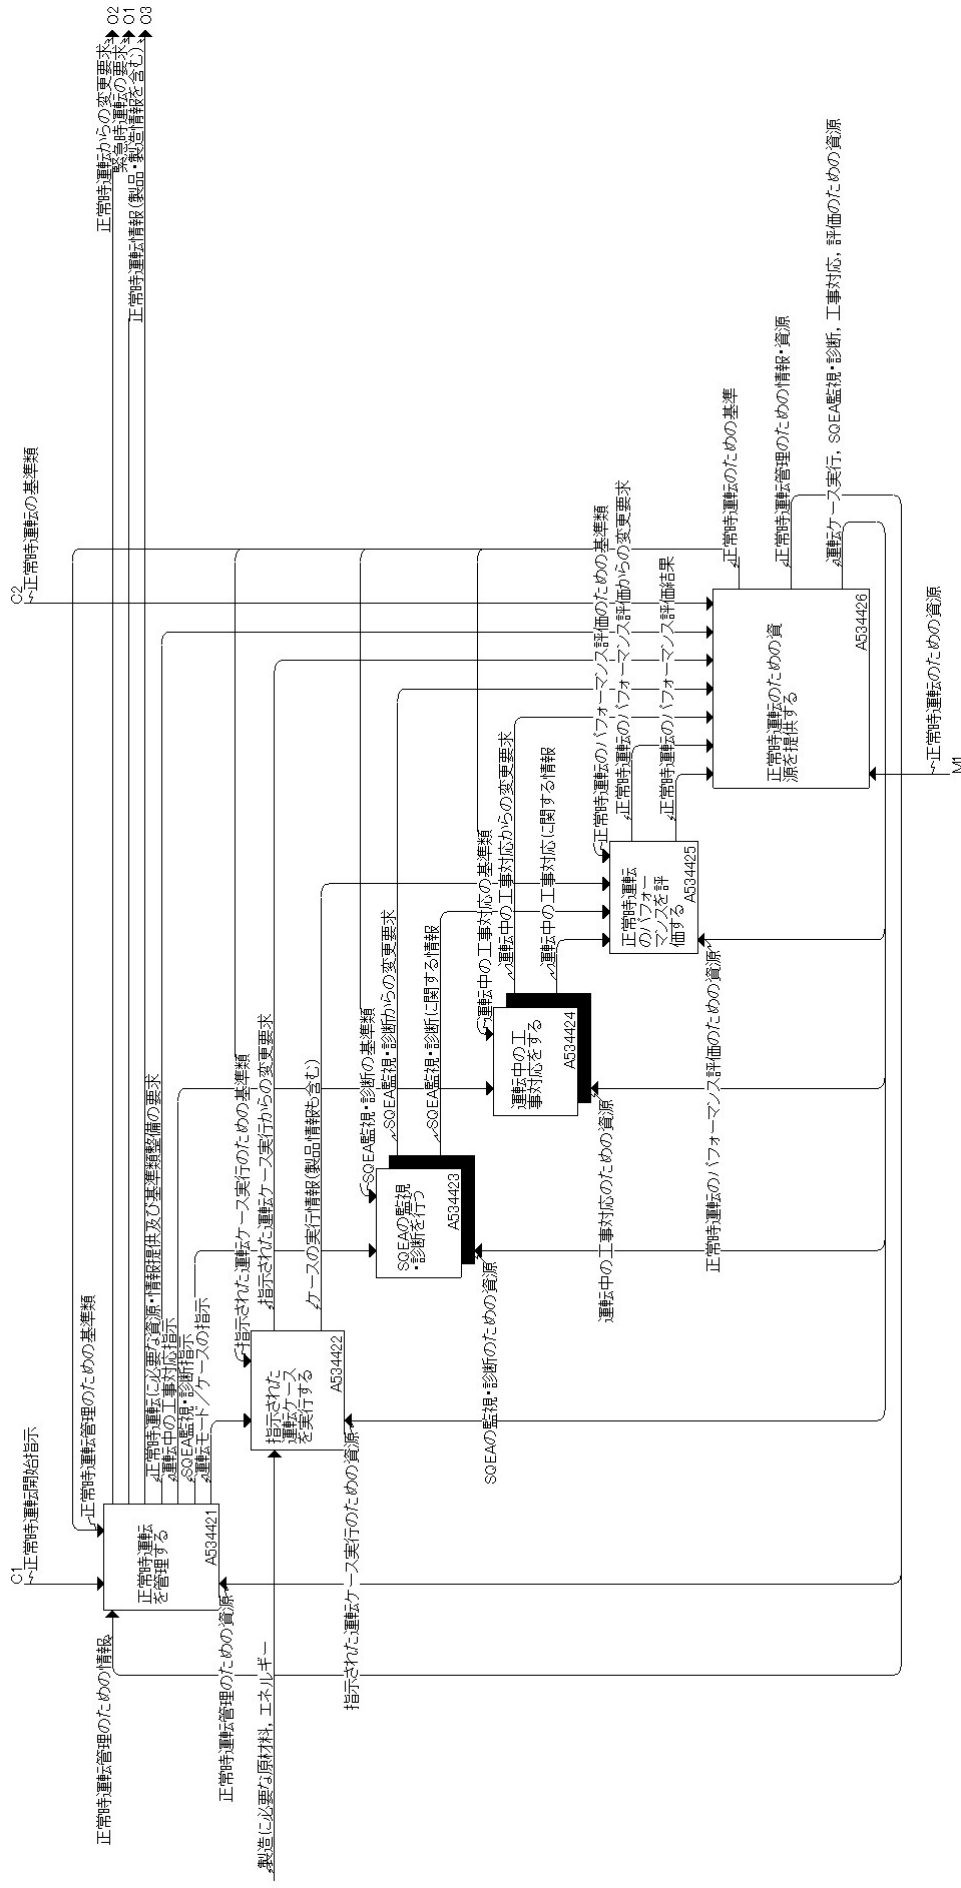 C1
正常時運転開始指示
C2
正常時運転の基準類
正常時運転管理のための基準類
正常時運転からの変更要求
O2
緊急時運転の要求
O1
正常時運転情報(製品・製造情報を含む)
O3
正常時運転に必要な資源・情報提供及び基準類整備の要求
運転中の工事対応指示
SQEA監視・診断指示
運転モード/ケースの指示
正常時運転管理のための情報
正常時運転
を管理する
A534421
正常時運転管理のための資源
指示された運転ケース実行のための基準類
指示された運転ケース実行からの変更要求
ケースの実行情報(製品情報も含む)
製造に必要な原材料，エネルギー
指示された
運転ケース
を実行する
A534422
指示された運転ケース実行のための資源
SQEA監視・診断の基準類
SQEA監視・診断からの変更要求
SQEA監視・診断に関する情報
SQEAの監視
・診断を行う
A534423
SQEAの監視・診断のための資源
運転中の工事対応の基準類
運転中の工事対応からの変更要求
運転中の工事対応に関する情報
運転中の工
事対応をする
A534424
運転中の工事対応のための資源
正常時運転のパフォーマンス評価のための基準類
正常時運転のパフォーマンス評価からの変更要求
正常時運転のパフォーマンス評価結果
正常時運転
のパフォー
マンスを評
価する
A534425
正常時運転のパフォーマンス評価のための資源
正常時運転のための基準
正常時運転管理のための情報・資源
運転ケース実行，SQEA監視・診断，工事対応，評価のための資源
正常時運転のための資
源を提供する
A534426
正常時運転のための資源
M1